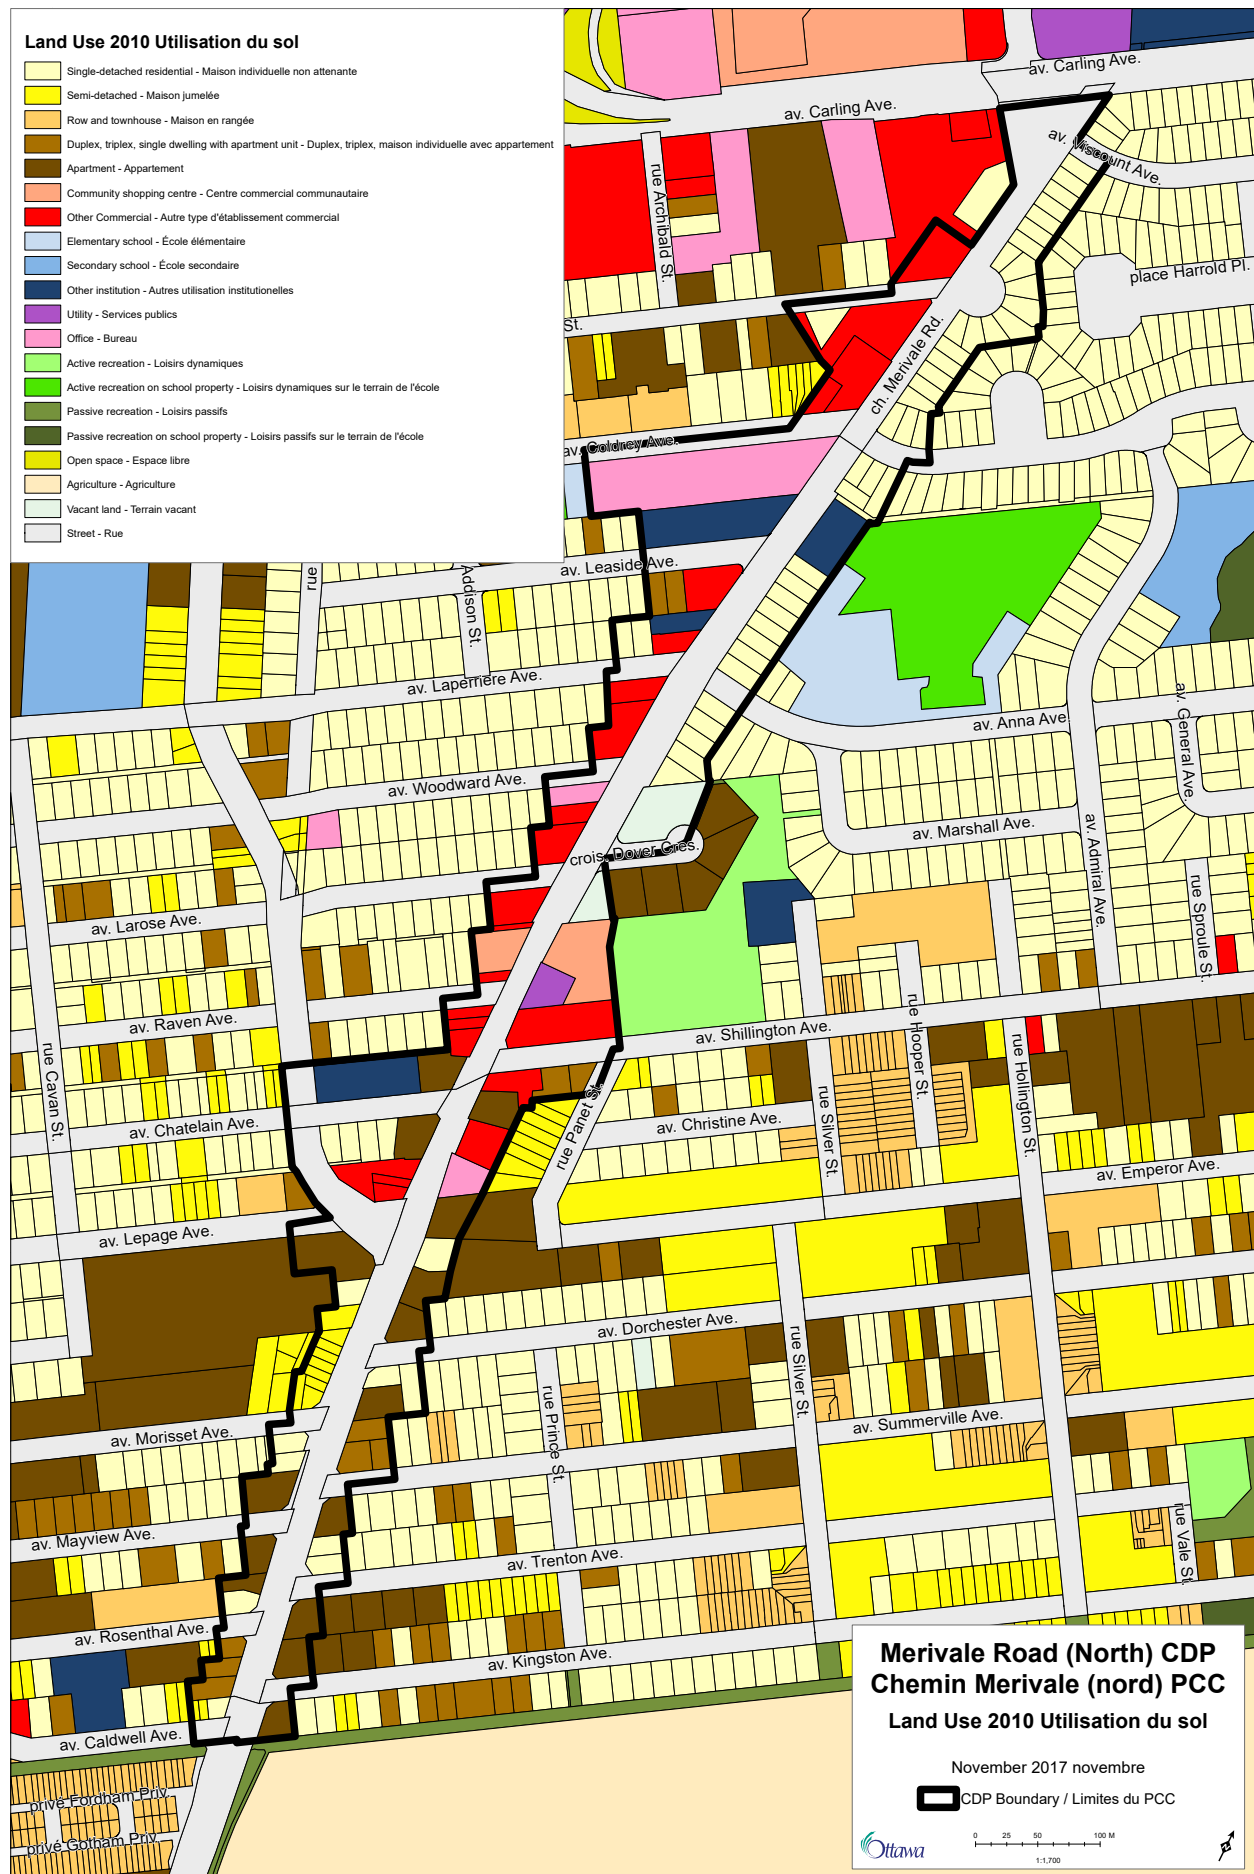 Land Use 2010 Utilisation du sol
Single-detached residential - Maison individuelle non attenante
Semi-detached - Maison jumelée
Row and townhouse - Maison en rangée
Duplex, triplex, single dwelling with apartment unit - Duplex, triplex, maison individuelle avec appartement
Apartment - Appartement
Community shopping centre - Centre commercial communautaire
Other Commercial - Autre type d'établissement commercial
Elementary school - École élémentaire
Secondary school - École secondaire
Other institution - Autres utilisation institutionelles
Utility - Services publics
Office - Bureau
Active recreation - Loisirs dynamiques
Active recreation on school property - Loisirs dynamiques sur le terrain de l'école
Passive recreation - Loisirs passifs
Passive recreation on school property - Loisirs passifs sur le terrain de l'école
Open space - Espace libre
Agriculture - Agriculture
Vacant land - Terrain vacant
Street - Rue
av. Carling Ave.
av. Carling Ave.
av. Viscount Ave.
rue Archibald St.
place Harrold Pl.
St.
ch. Merivale Rd.
av. Coldrey Ave.
av. Leaside Ave.
rue
Addison St.
av. Laperriere Ave.
av. Anna Ave.
av. General Ave.
av. Woodward Ave.
av. Marshall Ave.
av. Admiral Ave.
crois. Dover Cres.
rue Sproule St.
av. Larose Ave.
av. Raven Ave.
av. Shillington Ave.
rue Hooper St.
rue Hollington St.
rue Cavan St.
av. Chatelain Ave.
rue Panet St.
av. Christine Ave.
rue Silver St.
av. Emperor Ave.
av. Lepage Ave.
av. Dorchester Ave.
rue Silver St.
rue Prince St.
av. Summerville Ave.
av. Morisset Ave.
av. Mayview Ave.
av. Trenton Ave.
rue Vale St.
av. Rosenthal Ave.
av. Kingston Ave.
av. Caldwell Ave.
privé Fordham Priv.
privé Gotham Priv.
Merivale Road (North) CDP
Chemin Merivale (nord) PCC
Land Use 2010 Utilisation du sol
November 2017 novembre
CDP Boundary / Limites du PCC
Ottawa
0 25 50 100 M
1:1,700
N